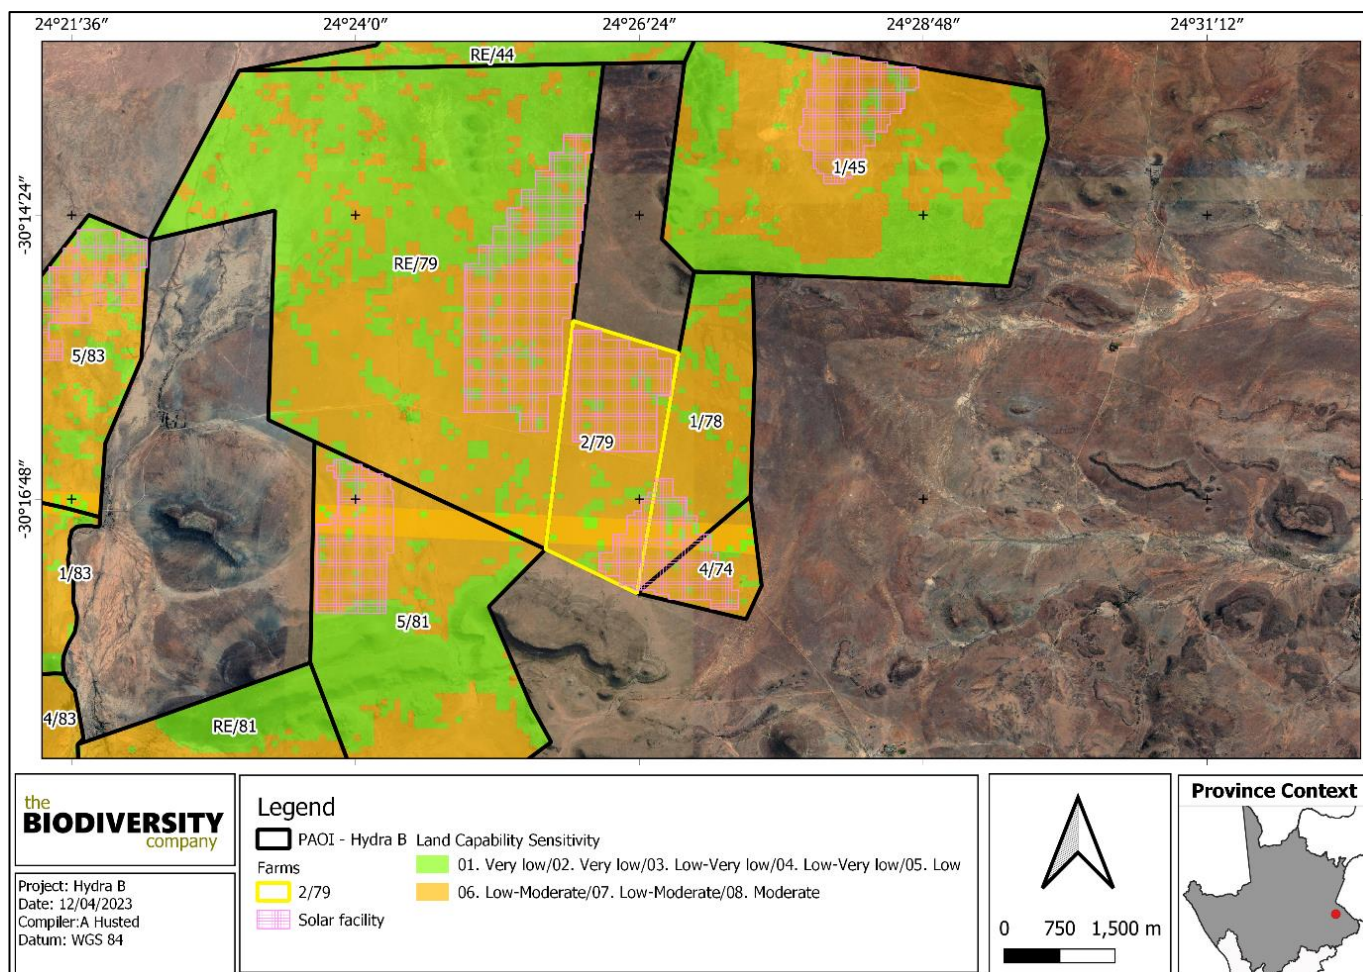 24°21′36″ 24°24′0″ 24°26′24″ 24°28′48″ 24°31′12″
RE/44
1/45
-30°14′24″
RE/79
5/83
1/78
2/79
-30°16′48″
4/74
1/83
5/81
4/83
RE/81
the
BIODIVERSITY
company
Project: Hydra B
Date: 12/04/2023
Compiler:A Husted
Datum: WGS 84
Legend
PAOI - Hydra B
Farms
2/79
Solar facility
Land Capability Sensitivity
01. Very low/02. Very low/03. Low-Very low/04. Low-Very low/05. Low
06. Low-Moderate/07. Low-Moderate/08. Moderate
0 750 1,500 m
Province Context